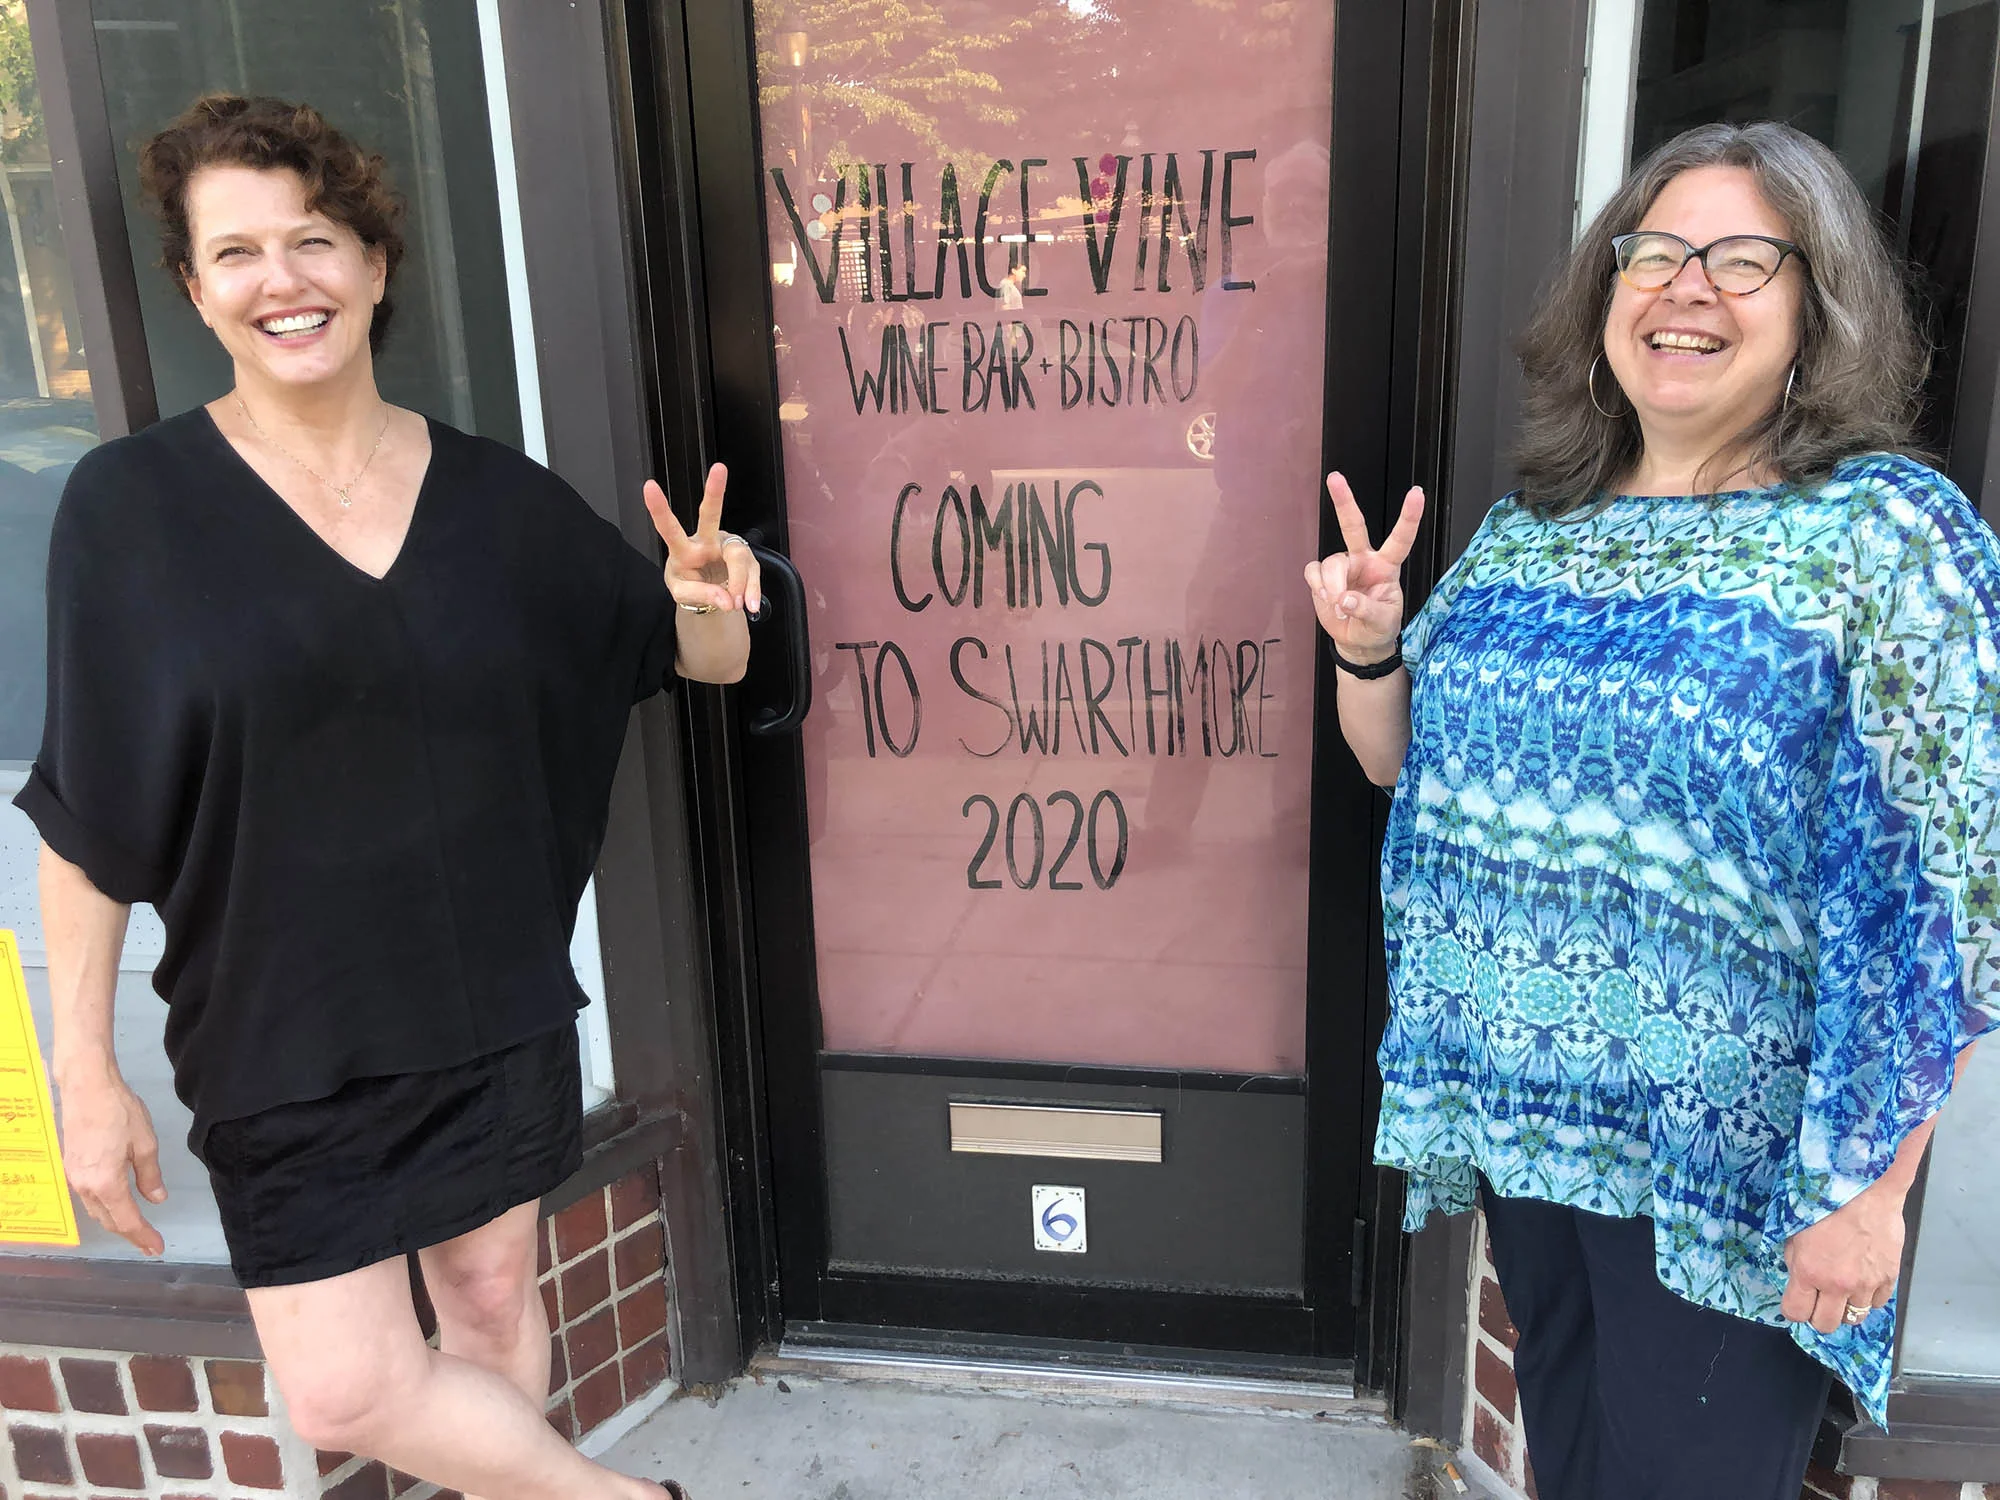 VILLAGE VINE
WINE BAR + BISTRO
COMING
TO SWARTHMORE
2020
6